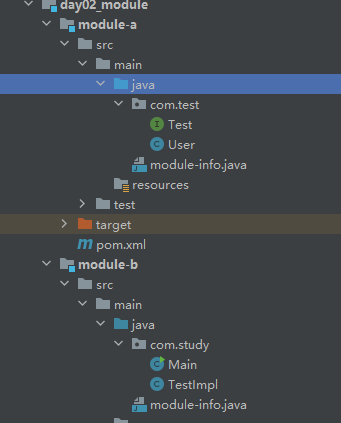 day02_module
module-a
src
main
java
com.test
I Test
C User
module-info.java
resources
test
target
m pom.xml
module-b
src
main
java
com.study
C Main
C TestImpl
module-info.java